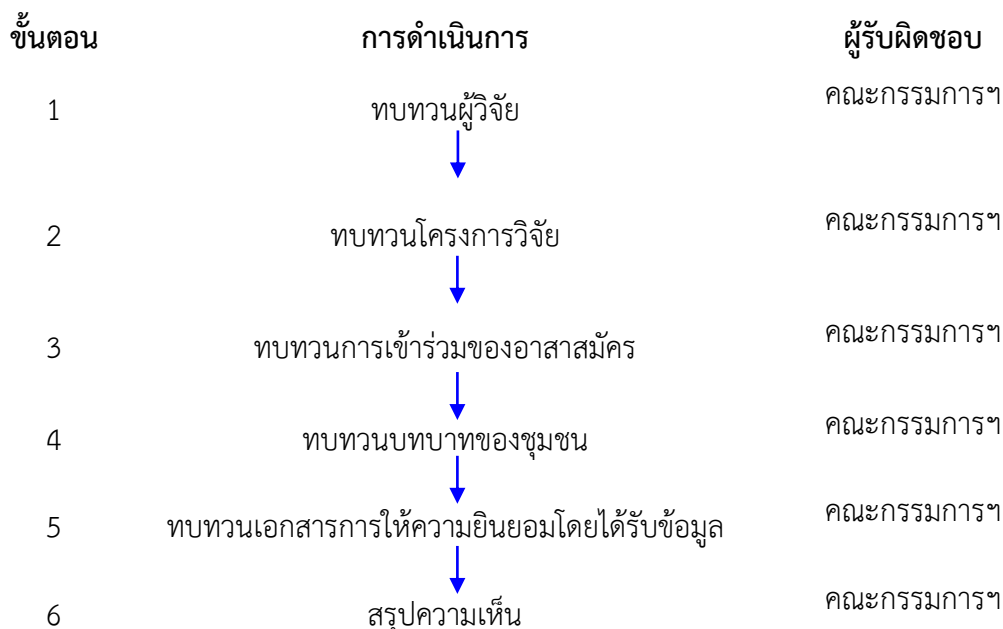 ขั้นตอน การดำเนินการ ผู้รับผิดชอบ
1 ทบทวนผู้วิจัย คณะกรรมการฯ
2 ทบทวนโครงการวิจัย คณะกรรมการฯ
3 ทบทวนการเข้าร่วมของอาสาสมัคร คณะกรรมการฯ
4 ทบทวนบทบาทของชุมชน คณะกรรมการฯ
5 ทบทวนเอกสารการให้ความยินยอมโดยได้รับข้อมูล คณะกรรมการฯ
6 สรุปความเห็น คณะกรรมการฯ